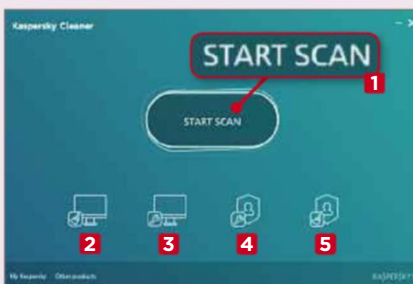 Kaspersky Cleaner
START SCAN
1
START SCAN
2 3 4 5
My Kaspersky Other products
KASPERSKY